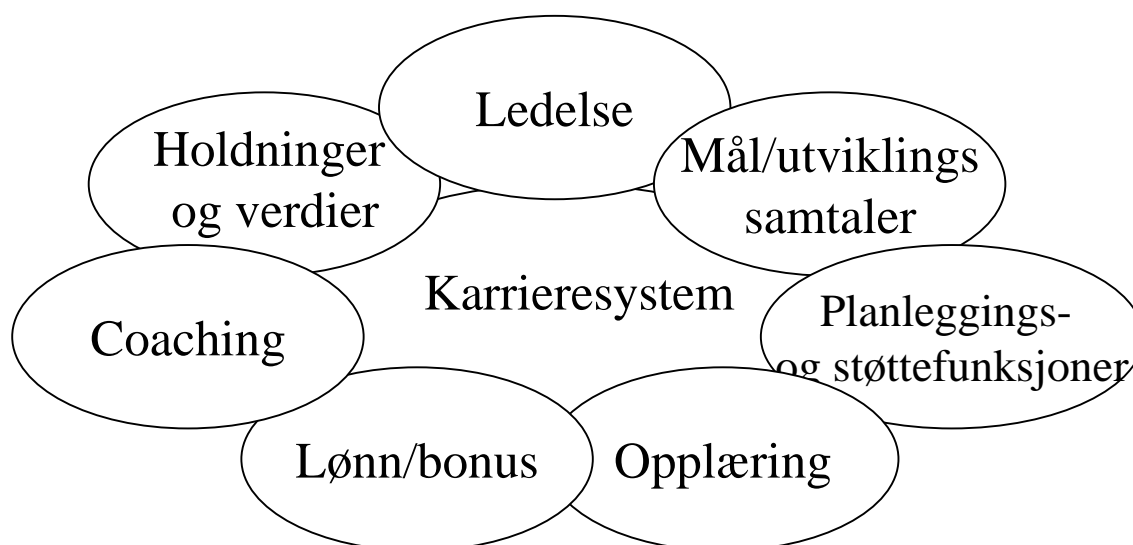 Ledelse
Holdninger
og verdier
Mål/utviklings
samtaler
Karrieresystem
Coaching
Planleggings-
og støttefunksjoner
Lønn/bonus
Opplæring